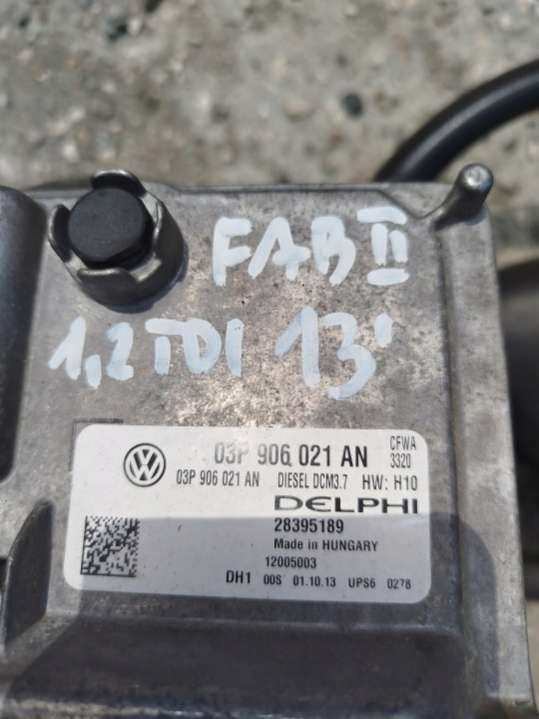 FAB II
1,2 TDI 13'
03P 906 021 AN CFWA
3320
03P 906 021 AN DIESEL DCM3.7 HW: H10
DELPHI
28395189
Made in HUNGARY
12005003
DH1 00S 01.10.13 UPS6 0278